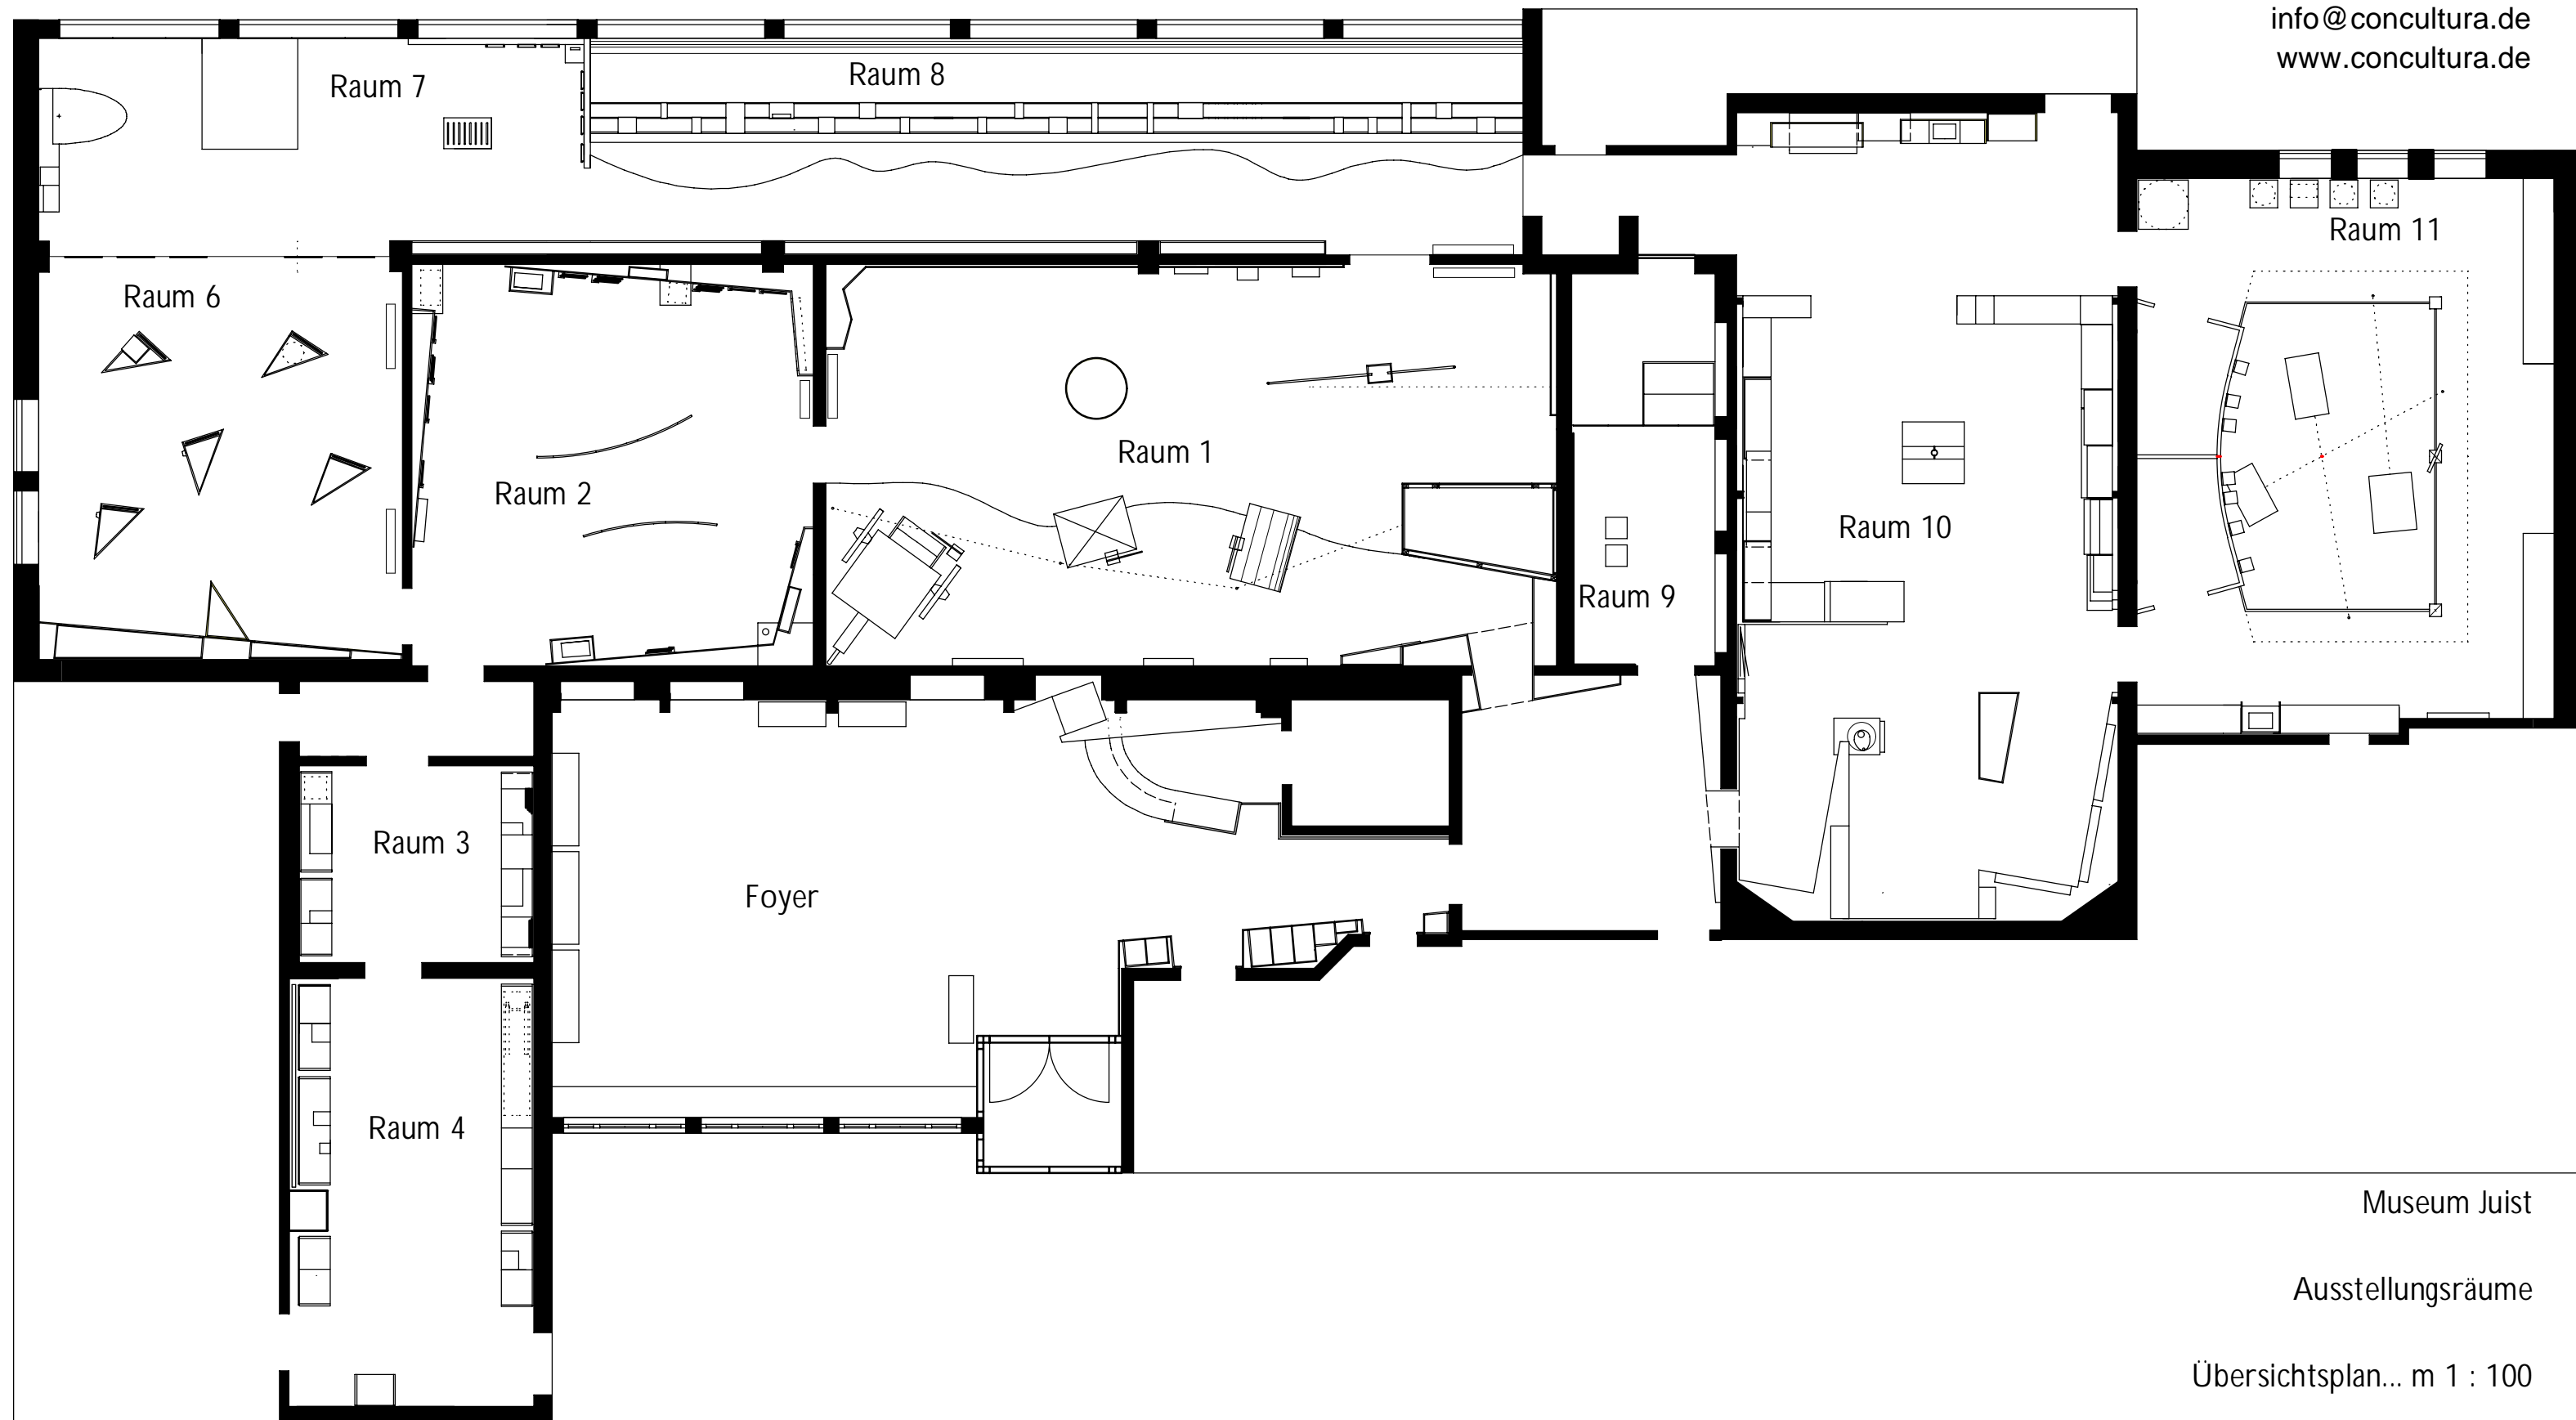 info@concultura.de
www.concultura.de
Raum 7
Raum 8
Raum 11
Raum 6
Raum 1
Raum 2
Raum 10
Raum 9
Raum 3
Foyer
Raum 4
Museum Juist
Ausstellungsräume
Übersichtsplan... m 1 : 100